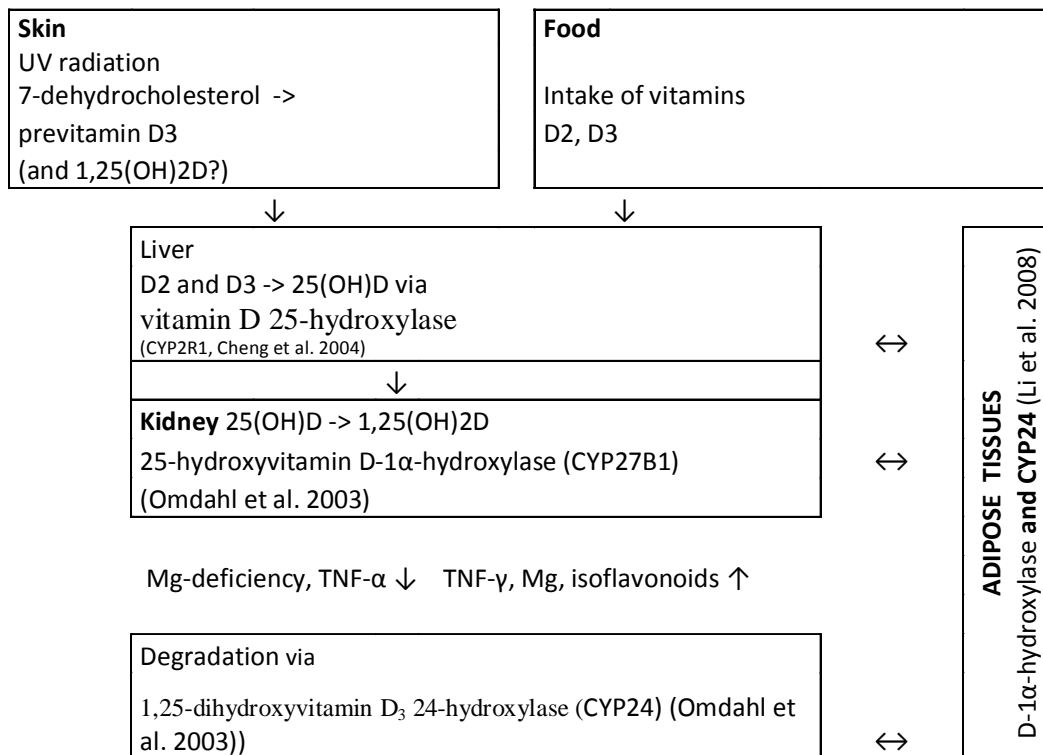 Skin
UV radiation
7-dehydrocholesterol ->
previtamin D3
(and 1,25(OH)2D?)
Food
Intake of vitamins
D2, D3
↓ ↓
Liver
D2 and D3 -> 25(OH)D via
vitamin D 25-hydroxylase
(CYP2R1, Cheng et al. 2004)
↔
↓
Kidney 25(OH)D -> 1,25(OH)2D
25-hydroxyvitamin D-1α-hydroxylase (CYP27B1)
(Omdahl et al. 2003)
↔
Mg-deficiency, TNF-α ↓ TNF-γ, Mg, isoflavonoids ↑
Degradation via
1,25-dihydroxyvitamin D₃ 24-hydroxylase (CYP24) (Omdahl et
al. 2003))
↔
ADIPOSE TISSUES
D-1α-hydroxylase and CYP24 (Li et al. 2008)